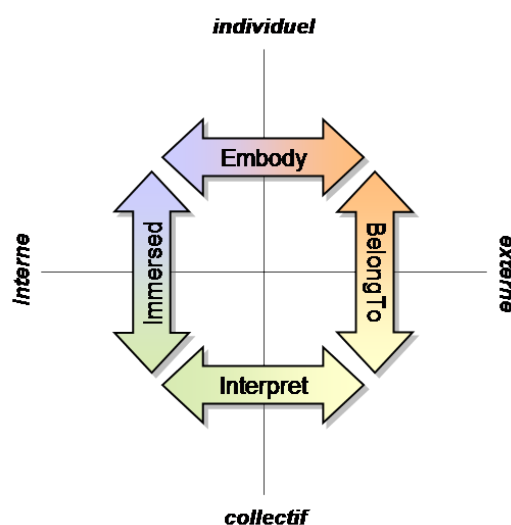 individuel
Embody
Interne
Immersed
BelongTo
externe
Interpret
collectif